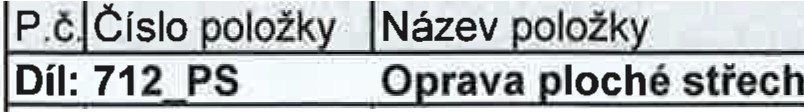 P.č. Číslo položky Název položky
Díl: 712_PS Oprava ploché střech